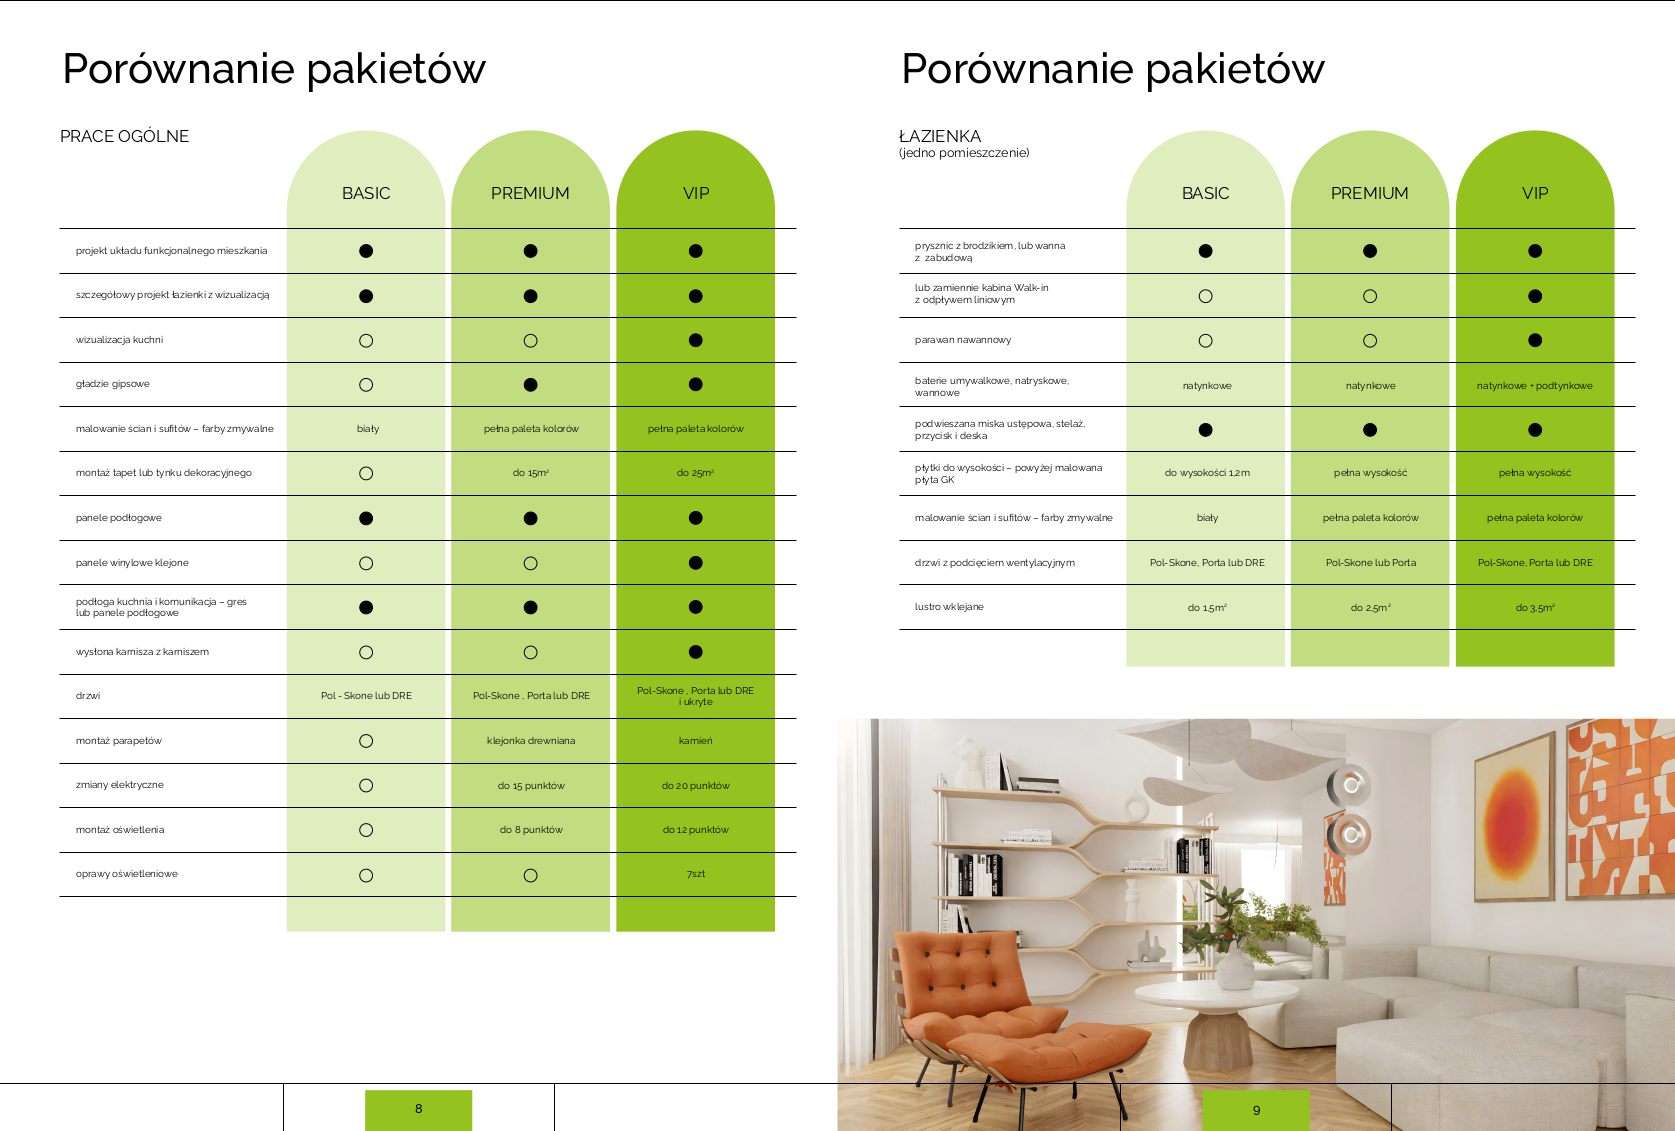 Porównanie pakietów
PRACE OGÓLNE
BASIC PREMIUM VIP
projekt układu funkcjonalnego mieszkania
szczegółowy projekt łazienki z wizualizacją
wizualizacja kuchni
gładzie gipsowe
malowanie ścian i sufitów – farby zmywalne biały pełna paleta kolorów pełna paleta kolorów
montaż tapet lub tynku dekoracyjnego do 15m² do 25m²
panele podłogowe
panele winylowe klejone
podłoga kuchnia i komunikacja – gres
lub panele podłogowe
wysłona karnisza z karniszem
drzwi Pol - Skone lub DRE Pol-Skone , Porta lub DRE Pol-Skone , Porta lub DRE
i ukryte
montaż parapetów klejonka drewniana kamień
zmiany elektryczne do 15 punktów do 20 punktów
montaż oświetlenia do 8 punktów do 12 punktów
oprawy oświetleniowe 7szt
8
Porównanie pakietów
ŁAZIENKA
(jedno pomieszczenie)
BASIC PREMIUM VIP
prysznic z brodzikiem, lub wanna
z zabudową
lub zamiennie kabina Walk-in
z odpływem liniowym
parawan nawannowy
baterie umywalkowe, natryskowe,
wannowe natynkowe natynkowe natynkowe + podtynkowe
podwieszana miska ustępowa, stelaż,
przycisk i deska
płytki do wysokości – powyżej malowana
płyta GK do wysokości 1,2m pełna wysokość pełna wysokość
malowanie ścian i sufitów – farby zmywalne biały pełna paleta kolorów pełna paleta kolorów
drzwi z podcięciem wentylacyjnym Pol-Skone, Porta lub DRE Pol-Skone lub Porta Pol-Skone, Porta lub DRE
lustro wklejane do 1,5m² do 2,5m² do 3,5m²
9